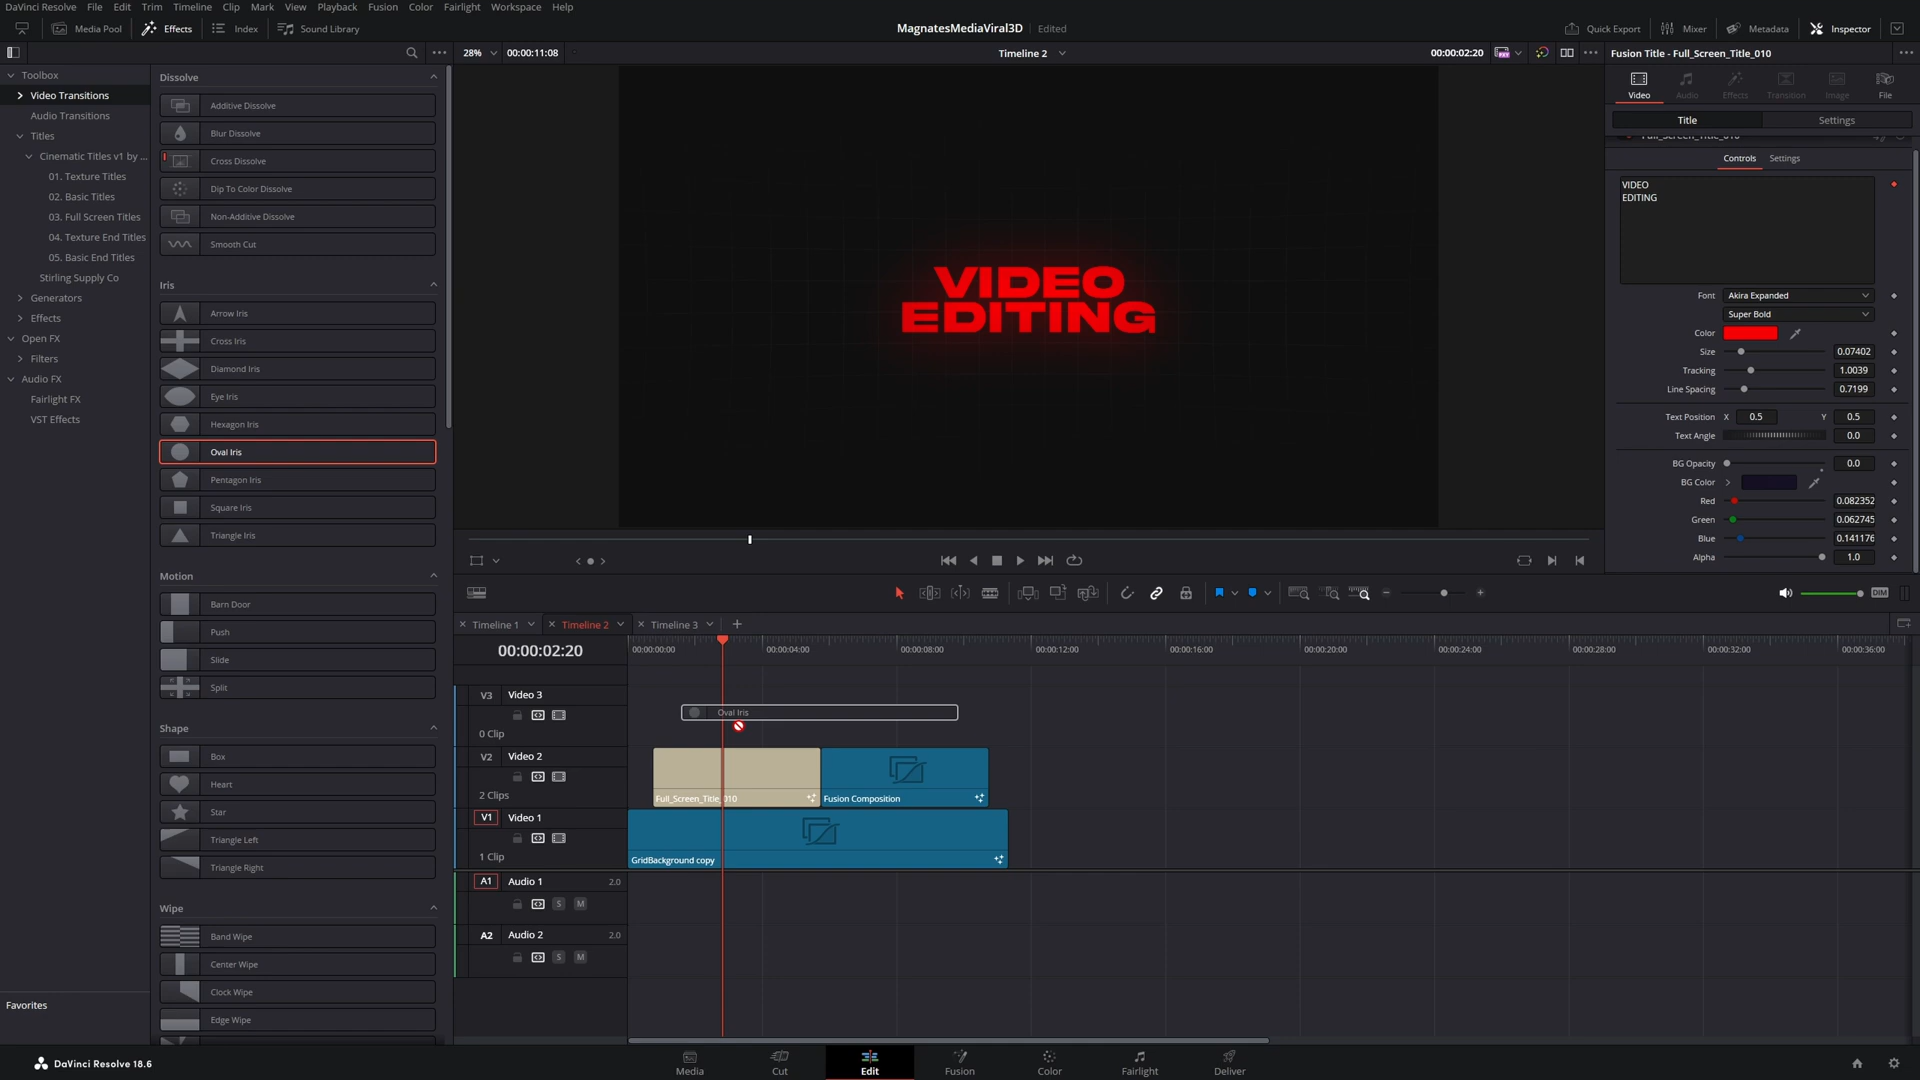 DaVinci Resolve File Edit Trim Timeline Clip Mark View Playback Fusion Color Fairlight Workspace Help
Media Pool Effects Index Sound Library
MagnatesMediaViral3D Edited
Quick Export Mixer Metadata Inspector
28% 00:00:11:08
Timeline 2
00:00:02:20
Fusion Title - Full_Screen_Title_010
Toolbox
Video Transitions
Audio Transitions
Titles
Cinematic Titles v1 by ...
01. Texture Titles
02. Basic Titles
03. Full Screen Titles
04. Texture End Titles
05. Basic End Titles
Stirling Supply Co
Generators
Effects
Open FX
Filters
Audio FX
Fairlight FX
VST Effects
Favorites
Dissolve
Additive Dissolve
Blur Dissolve
Cross Dissolve
Dip To Color Dissolve
Non-Additive Dissolve
Smooth Cut
Iris
Arrow Iris
Cross Iris
Diamond Iris
Eye Iris
Hexagon Iris
Oval Iris
Pentagon Iris
Square Iris
Triangle Iris
Motion
Barn Door
Push
Slide
Split
Shape
Box
Heart
Star
Triangle Left
Triangle Right
Wipe
Band Wipe
Center Wipe
Clock Wipe
Edge Wipe
VIDEO
EDITING
Video Audio Effects Transition Image File
Title Settings
Controls Settings
VIDEO
EDITING
Font Akira Expanded
Super Bold
Color
Size 0.07402
Tracking 1.0039
Line Spacing 0.7199
Text Position X 0.5 Y 0.5
Text Angle 0.0
BG Opacity 0.0
BG Color
Red 0.082352
Green 0.062745
Blue 0.141176
Alpha 1.0
DIM
Timeline 1 Timeline 2 Timeline 3
00:00:02:20
00:00:00:00 00:00:04:00 00:00:08:00 00:00:12:00 00:00:16:00 00:00:20:00 00:00:24:00 00:00:28:00 00:00:32:00 00:00:36:00
V3 Video 3
0 Clip
Oval Iris
V2 Video 2
2 Clips
Full_Screen_Title_010
Fusion Composition
V1 Video 1
1 Clip
GridBackground copy
A1 Audio 1 2.0
S M
A2 Audio 2 2.0
S M
DaVinci Resolve 18.6
Media Cut Edit Fusion Color Fairlight Deliver